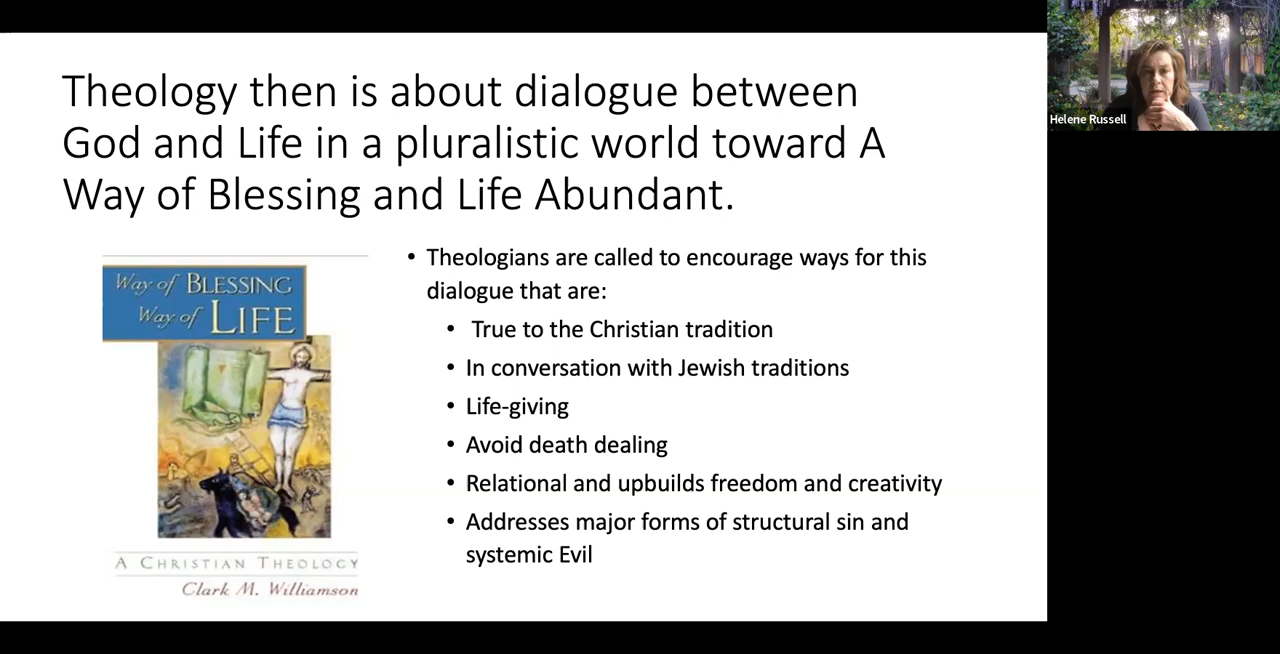 Theology then is about dialogue between
God and Life in a pluralistic world toward A
Way of Blessing and Life Abundant.
Way of BLESSING
Way of LIFE
A CHRISTIAN THEOLOGY
Clark M. Williamson
• Theologians are called to encourage ways for this
dialogue that are:
• True to the Christian tradition
• In conversation with Jewish traditions
• Life-giving
• Avoid death dealing
• Relational and upbuilds freedom and creativity
• Addresses major forms of structural sin and
systemic Evil
Helene Russell